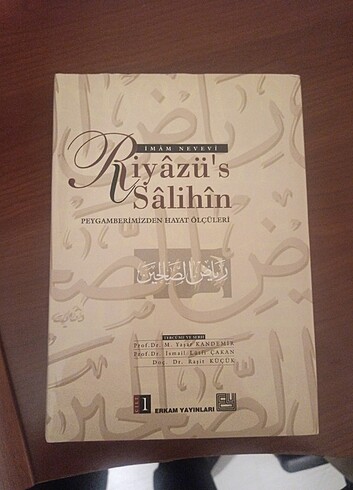 İMÂM NEVEVÎ
Riyâzü's
Sâlihîn
PEYGAMBERİMİZDEN HAYAT ÖLÇÜLERİ
رياض الصالحين
TERCÜME VE ŞERH
Prof. Dr. M. Yaşar KANDEMİR
Prof. Dr. İsmail Lütfi ÇAKAN
Doç. Dr. Raşit KÜÇÜK
1
ERKAM YAYINLARI